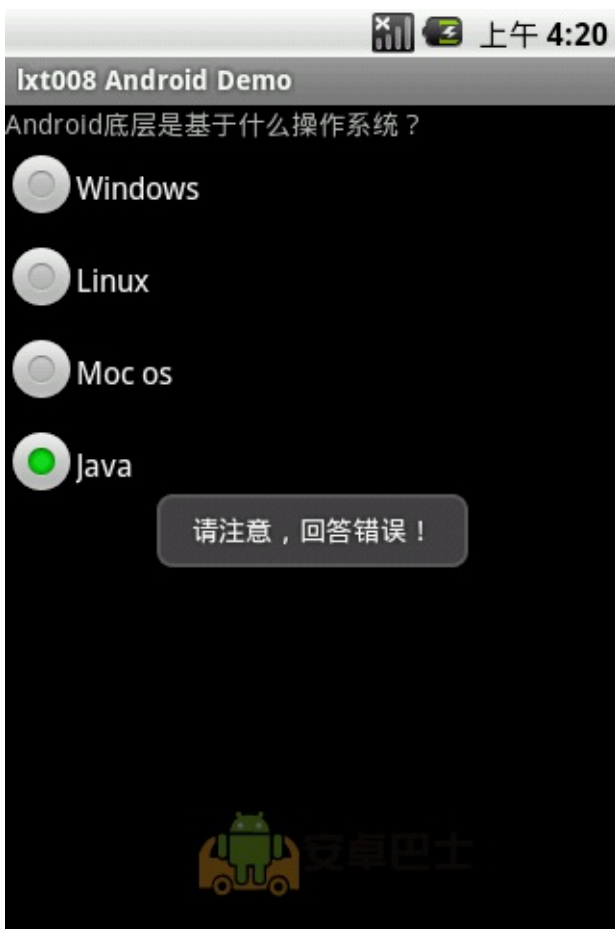 上午 4:20
lxt008 Android Demo
Android底层是基于什么操作系统？
Windows
Linux
Moc os
Java
请注意，回答错误！
安卓巴士